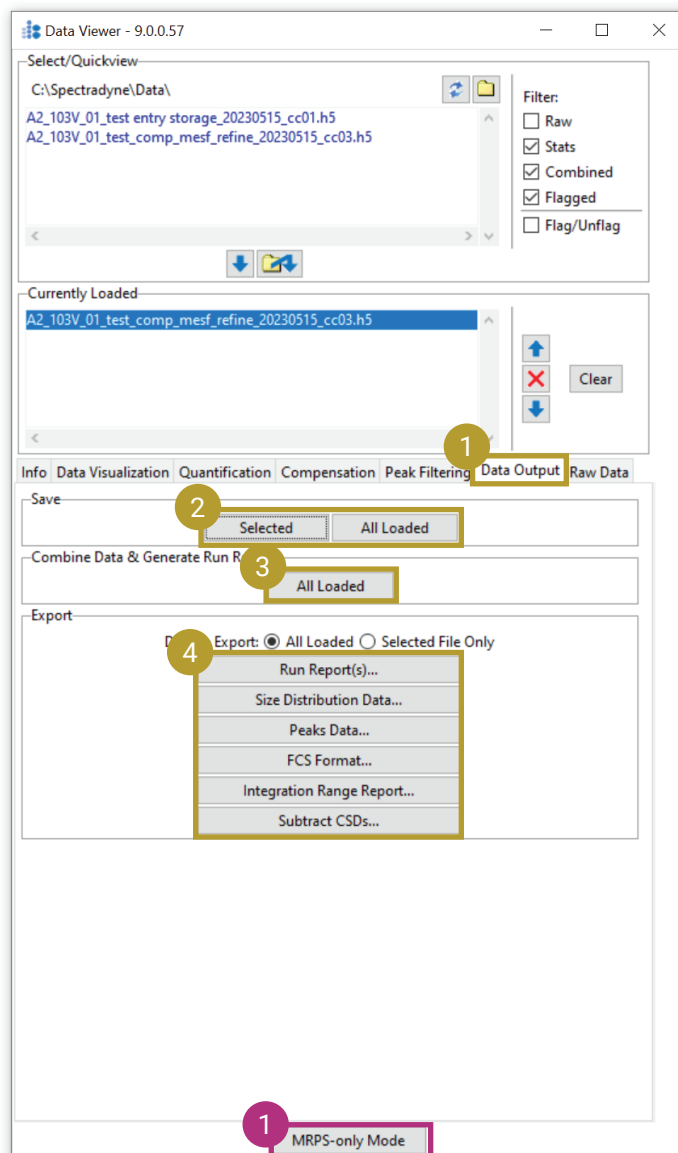 Data Viewer - 9.0.0.57
Select/Quickview
C:\Spectradyne\Data\
A2_103V_01_test entry storage_20230515_cc01.h5
A2_103V_01_test_comp_mesf_refine_20230515_cc03.h5
Filter:
Raw
Stats
Combined
Flagged
Flag/Unflag
Currently Loaded
A2_103V_01_test_comp_mesf_refine_20230515_cc03.h5
Clear
1
Info Data Visualization Quantification Compensation Peak Filtering Data Output Raw Data
Save
2
Selected All Loaded
Combine Data & Generate Run
3
All Loaded
Export
Export: All Loaded Selected File Only
4
Run Report(s)...
Size Distribution Data...
Peaks Data...
FCS Format...
Integration Range Report...
Subtract CSDs...
1
MRPS-only Mode